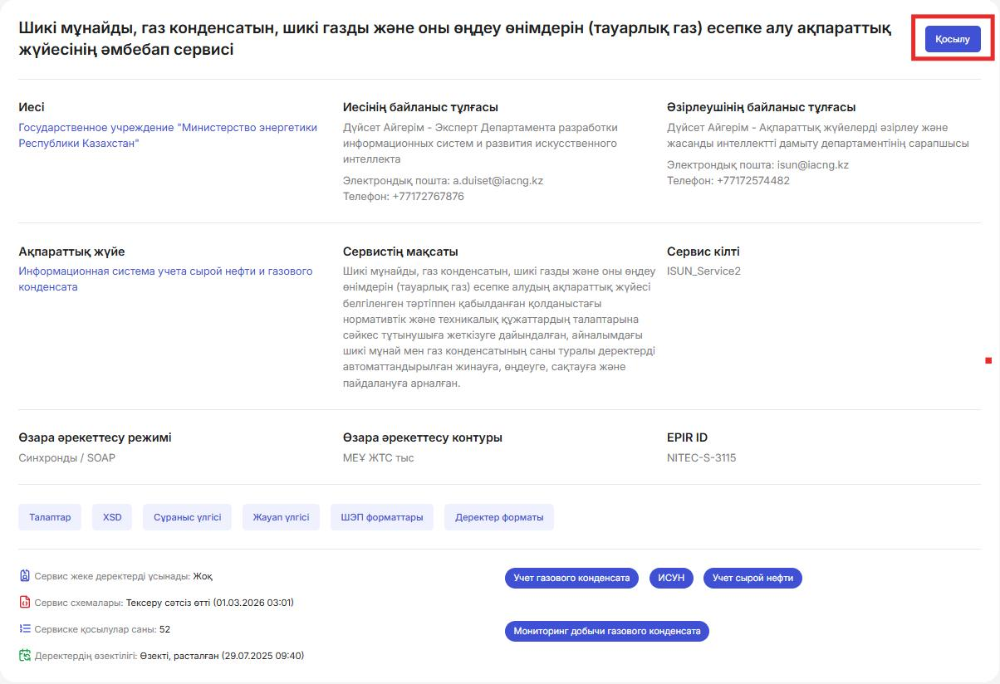 Шикі мұнайды, газ конденсатын, шикі газды және оны өңдеу өнімдерін (тауарлық газ) есепке алу ақпараттық
жүйесінің әмбебап сервисі
Қосылу
Иесі
Государственное учреждение "Министерство энергетики
Республики Казахстан"
Иесінің байланыс тұлғасы
Дүйсет Айгерім - Эксперт Департамента разработки
информационных систем и развития искусственного
интеллекта
Электрондық пошта: a.duiset@iacng.kz
Телефон: +77172767876
Әзірлеушінің байланыс тұлғасы
Дүйсет Айгерім - Ақпараттық жүйелерді әзірлеу және
жасанды интеллектті дамыту департаментінің сарапшысы
Электрондық пошта: isun@iacng.kz
Телефон: +77172574482
Ақпараттық жүйе
Информационная система учета сырой нефти и газового
конденсата
Сервистің мақсаты
Шикі мұнайды, газ конденсатын, шикі газды және оны өңдеу
өнімдерін (тауарлық газ) есепке алудың ақпараттық жүйесі
белгіленген тәртіппен қабылданған қолданыстағы
нормативтік және техникалық құжаттардың талаптарына
сәйкес тұтынушыға жеткізуге дайындалған, айналымдағы
шикі мұнай мен газ конденсатының саны туралы деректерді
автоматтандырылған жинауға, өңдеуге, сақтауға және
пайдалануға арналған.
Сервис кілті
ISUN_Service2
Өзара әрекеттесу режимі
Синхронды / SOAP
Өзара әрекеттесу контуры
МЕҰ ЖТС тыс
EPIR ID
NITEC-S-3115
Талаптар
XSD
Сұраныс үлгісі
Жауап үлгісі
ШЭП форматтары
Деректер форматы
Сервис жеке деректерді ұсынады: Жоқ
Сервис схемалары: Тексеру сәтсіз өтті (01.03.2026 03:01)
Сервиске қосылулар саны: 52
Деректердің өзектілігі: Өзекті, расталған (29.07.2025 09:40)
Учет газового конденсата
ИСУН
Учет сырой нефти
Мониторинг добычи газового конденсата